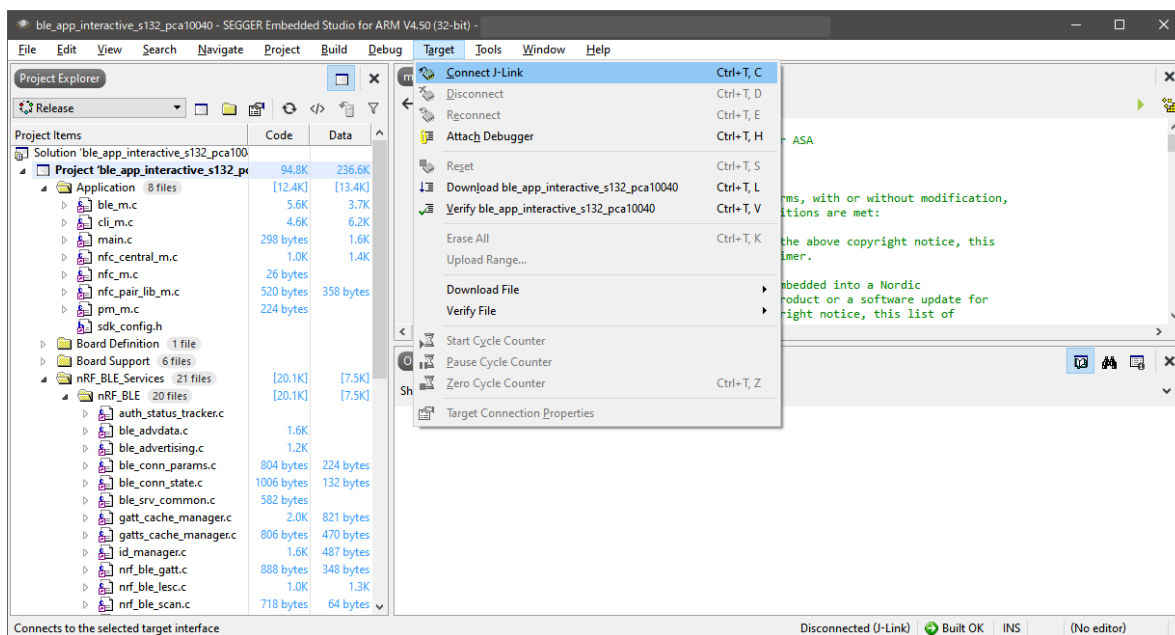 ble_app_interactive_s132_pca10040 - SEGGER Embedded Studio for ARM V4.50 (32-bit) -
File Edit View Search Navigate Project Build Debug Target Tools Window Help
Project Explorer
Release
Project Items Code Data
Solution 'ble_app_interactive_s132_pca100
Project 'ble_app_interactive_s132_p 94.8K 236.6K
Application 8 files [12.4K] [13.4K]
ble_m.c 5.6K 3.7K
cli_m.c 4.6K 6.2K
main.c 298 bytes 1.6K
nfc_central_m.c 1.0K 1.4K
nfc_m.c 26 bytes
nfc_pair_lib_m.c 520 bytes 358 bytes
pm_m.c 224 bytes
sdk_config.h
Board Definition 1 file
Board Support 6 files
nRF_BLE_Services 21 files [20.1K] [7.5K]
nRF_BLE 20 files [20.1K] [7.5K]
auth_status_tracker.c
ble_advdata.c 1.6K
ble_advertising.c 1.2K
ble_conn_params.c 804 bytes 224 bytes
ble_conn_state.c 1006 bytes 132 bytes
ble_srv_common.c 582 bytes
gatt_cache_manager.c 2.0K 821 bytes
gatts_cache_manager.c 806 bytes 470 bytes
id_manager.c 1.6K 487 bytes
nrf_ble_gatt.c 888 bytes 348 bytes
nrf_ble_lesc.c 1.0K 1.3K
nrf_ble_scan.c 718 bytes 64 bytes
Connect J-Link Ctrl+T, C
Disconnect Ctrl+T, D
Reconnect Ctrl+T, E
Attach Debugger Ctrl+T, H
Reset Ctrl+T, S
Download ble_app_interactive_s132_pca10040 Ctrl+T, L
Verify ble_app_interactive_s132_pca10040 Ctrl+T, V
Erase All Ctrl+T, K
Upload Range...
Download File
Verify File
Start Cycle Counter
Pause Cycle Counter
Zero Cycle Counter Ctrl+T, Z
Target Connection Properties
r ASA
rms, with or without modification,
itions are met:
the above copyright notice, this
imer.
mbedded into a Nordic
roduct or a software update for
right notice, this list of
Sh
Connects to the selected target interface Disconnected (J-Link) Built OK INS (No editor)